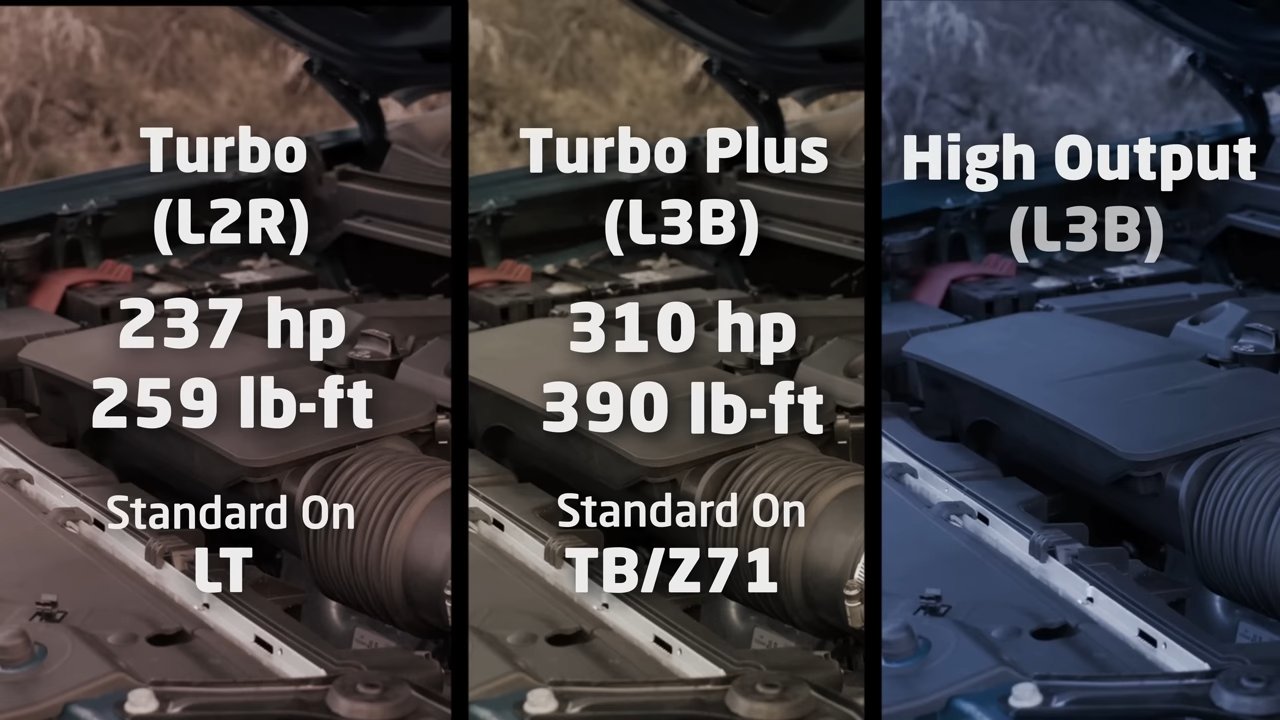 Turbo
(L2R)
237 hp
259 lb-ft
Standard On
LT
Turbo Plus
(L3B)
310 hp
390 lb-ft
Standard On
TB/Z71
High Output
(L3B)